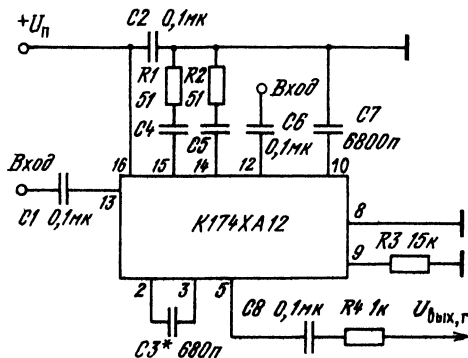 C2 0,1мк
+Uп
R1 51
R2 51
Вход
C4
C5
C6 0,1мк
C7 6800п
Вход
16
15
14
12
10
13
C1 0,1мк
К174ХА12
8
9
R3 15к
2
3
5
C8 0,1мк
R4 1к
Uвых,г
C3* 680п